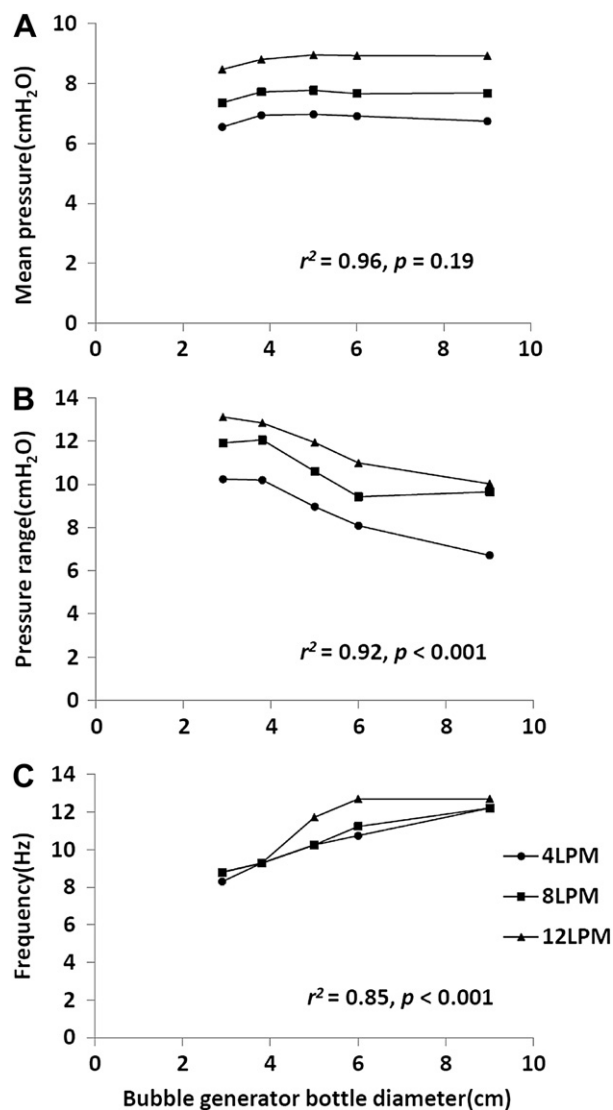 A
Mean pressure(cmH₂O)
10
8
6
4
2
0
r² = 0.96, p = 0.19
0 2 4 6 8 10
B
Pressure range(cmH₂O)
14
12
10
8
6
4
2
0
r² = 0.92, p < 0.001
0 2 4 6 8 10
C
Frequency(Hz)
14
12
10
8
6
4
2
0
4LPM
8LPM
12LPM
r² = 0.85, p < 0.001
0 2 4 6 8 10
Bubble generator bottle diameter(cm)